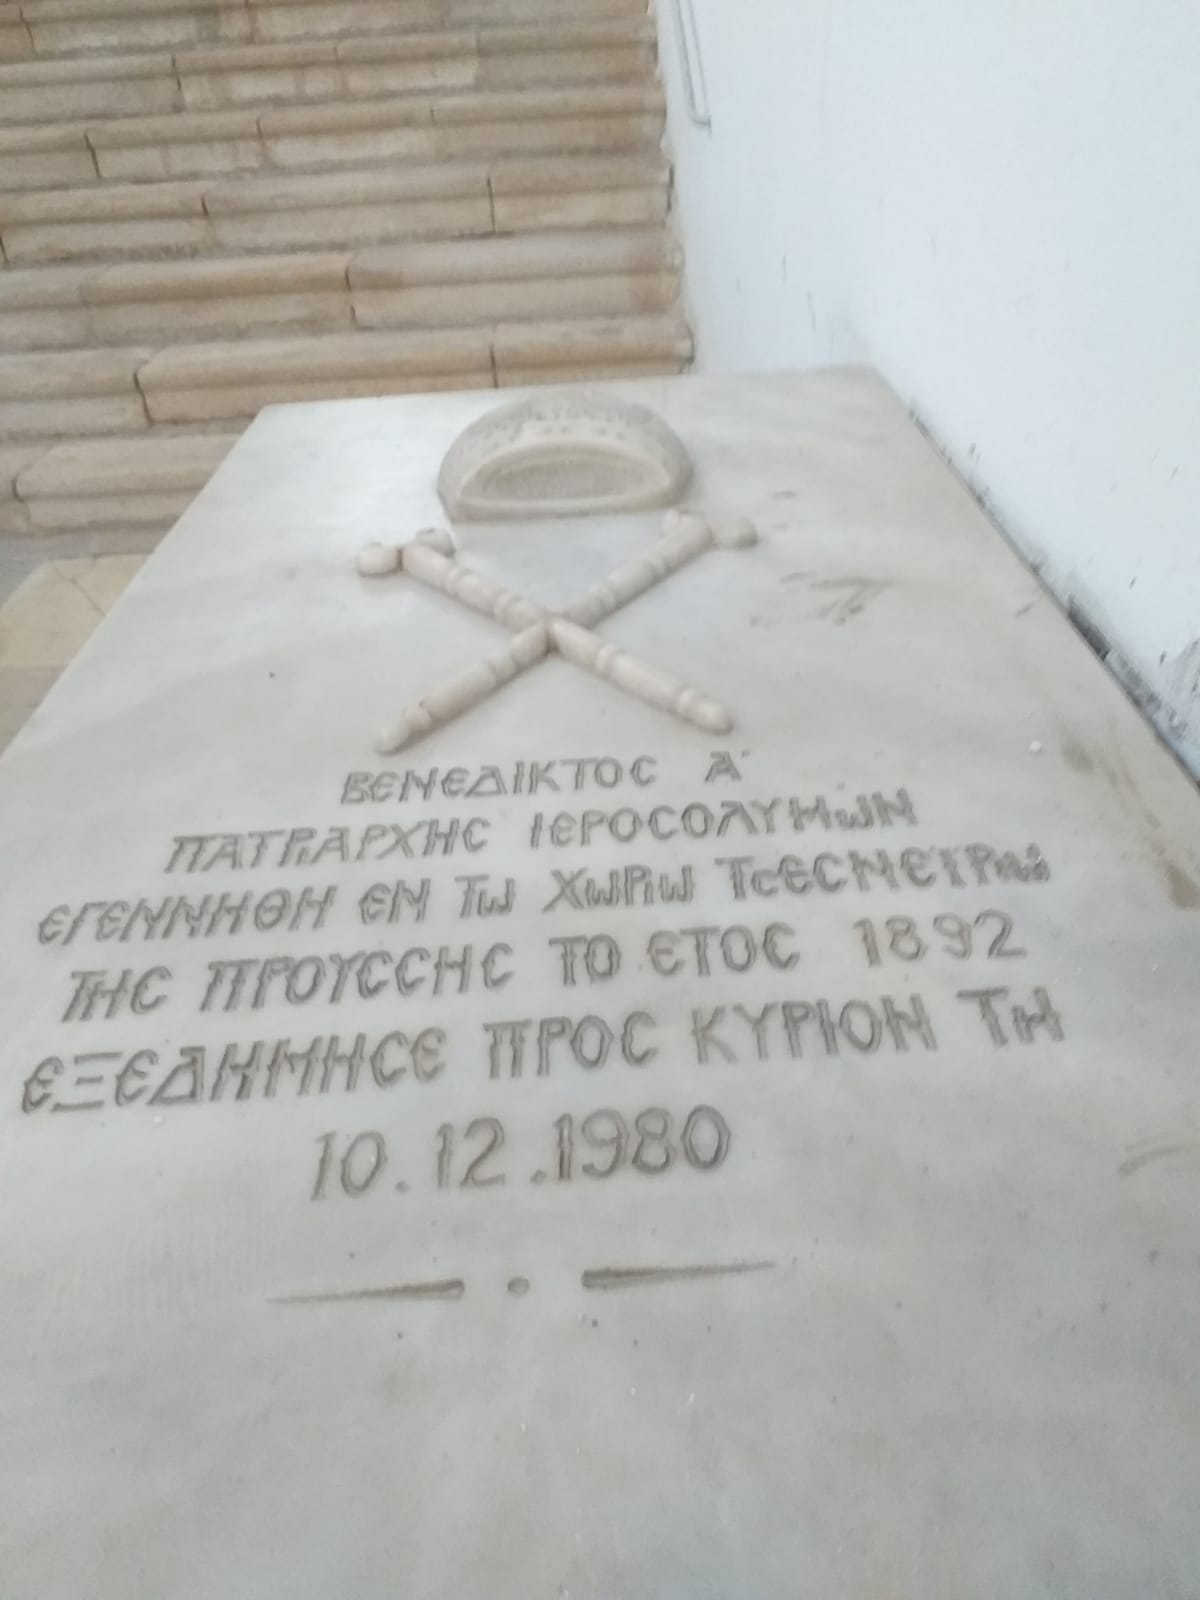 ΒΕΝΕΔΙΚΤΟΣ Α΄
ΠΑΤΡΙΑΡΧΗΣ ΙΕΡΟΣΟΛΥΜΩΝ
ΕΓΕΝΝΗΘΗ ΕΝ ΤΩ ΧΩΡΙΩ ΤΣΕΣΝΕΪΡΙΩ
ΤΗΣ ΠΡΟΥΣΣΗΣ ΤΟ ΕΤΟΣ 1892
ΕΞΕΔΗΜΗΣΕ ΠΡΟΣ ΚΥΡΙΟΝ ΤΗ
10.12.1980